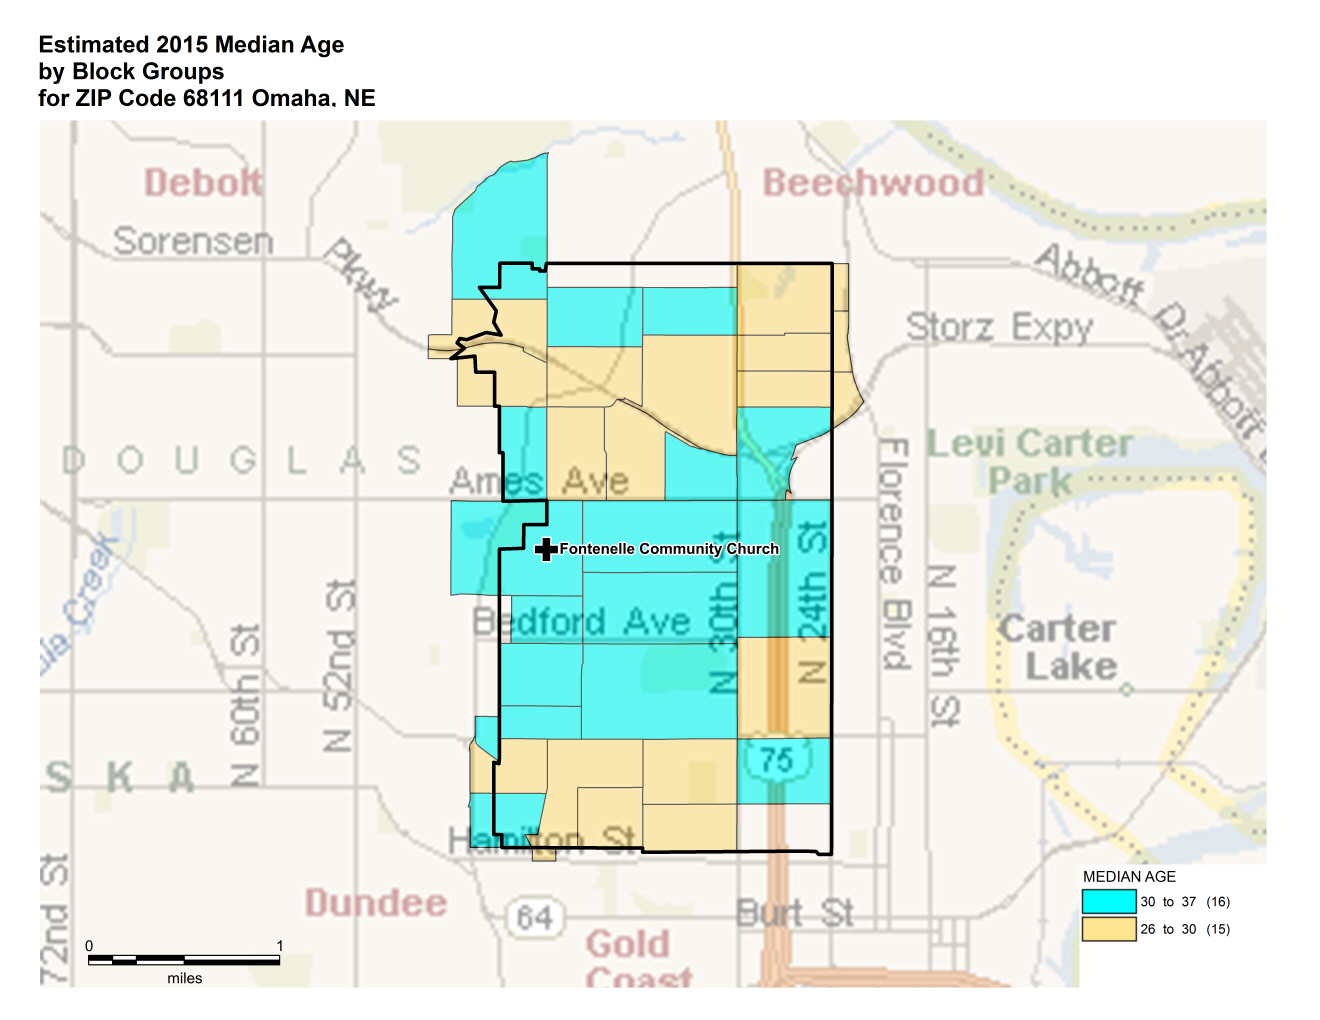 Estimated 2015 Median Age
by Block Groups
for ZIP Code 68111 Omaha, NE
Debolt
Beechwood
Sorensen
Pkwy
Abbott Dr
Abbott
Storz Expy
DOUGLAS
Levi Carter
Park
Ames Ave
Florence Blvd
Fontenelle Community Church
N 30th St
N 24th St
N 16th St
Creek
Bedford Ave
N 52nd St
N 60th St
Carter
Lake
SKA
75
Hamilton St
72nd St
Dundee
64
Burt St
Gold
Coast
MEDIAN AGE
30 to 37 (16)
26 to 30 (15)
0 1
miles